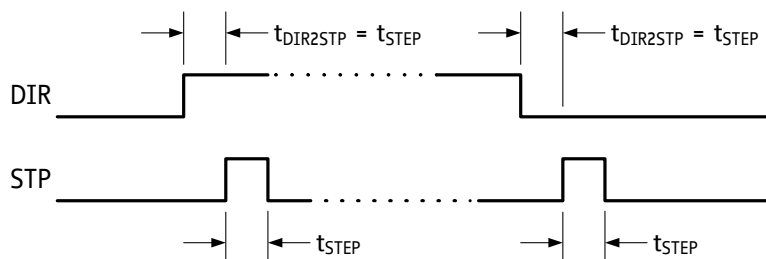 tDIR2STP = tSTEP tDIR2STP = tSTEP
DIR
STP
tSTEP tSTEP